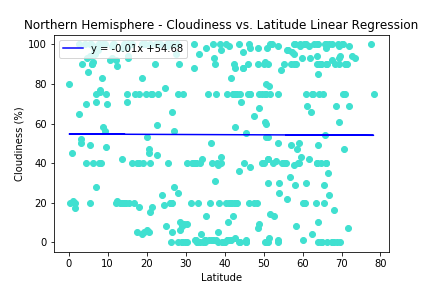 Northern Hemisphere - Cloudiness vs. Latitude Linear Regression
y = -0.01x +54.68
Cloudiness (%)
100
80
60
40
20
0
0 10 20 30 40 50 60 70 80
Latitude